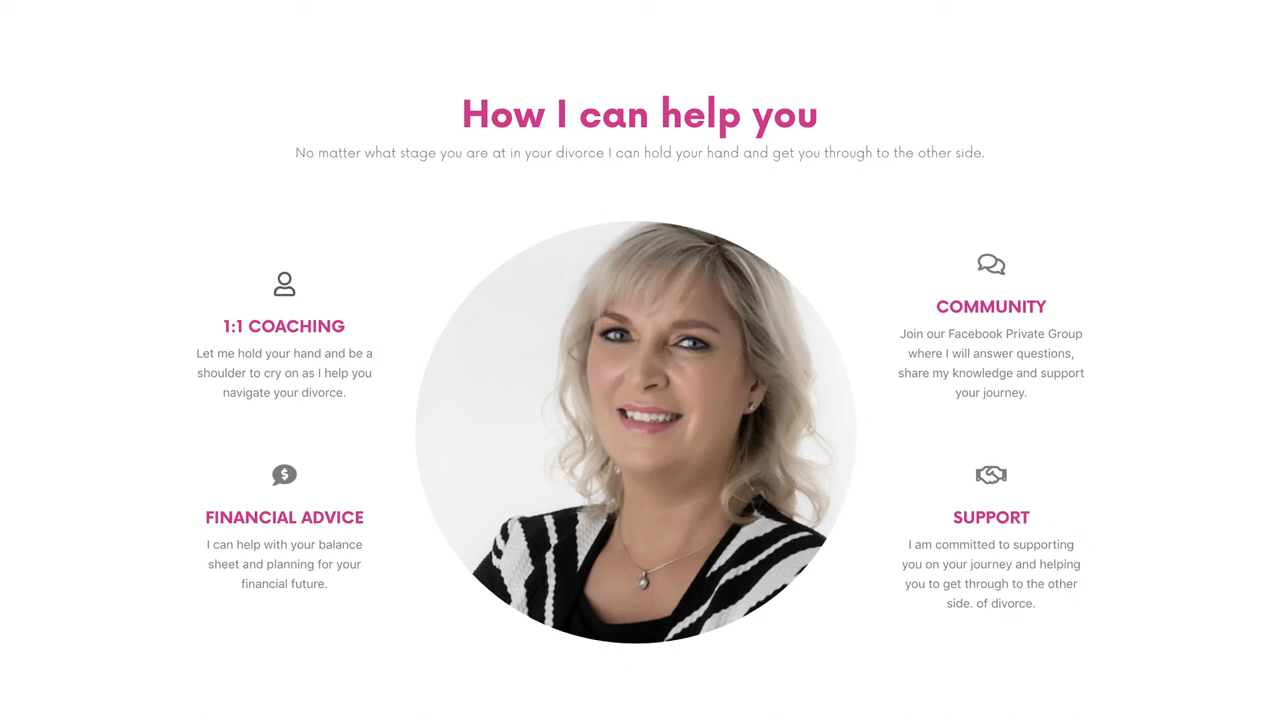 How I can help you
No matter what stage you are at in your divorce I can hold your hand and get you through to the other side.
1:1 COACHING
Let me hold your hand and be a
shoulder to cry on as I help you
navigate your divorce.
FINANCIAL ADVICE
I can help with your balance
sheet and planning for your
financial future.
COMMUNITY
Join our Facebook Private Group
where I will answer questions,
share my knowledge and support
your journey.
SUPPORT
I am committed to supporting
you on your journey and helping
you to get through to the other
side. of divorce.